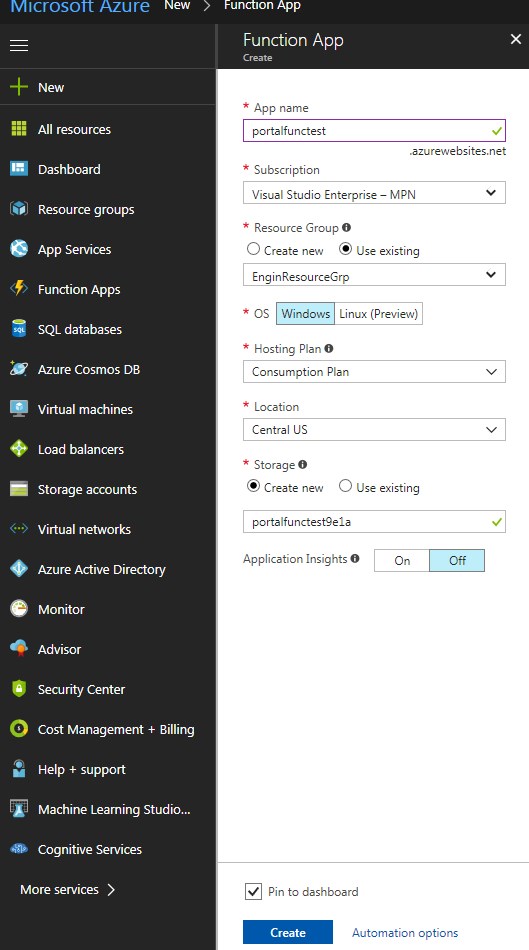 Microsoft Azure New > Function App
Function App
Create
New
All resources
Dashboard
Resource groups
App Services
Function Apps
SQL databases
Azure Cosmos DB
Virtual machines
Load balancers
Storage accounts
Virtual networks
Azure Active Directory
Monitor
Advisor
Security Center
Cost Management + Billing
Help + support
Machine Learning Studio...
Cognitive Services
More services >
* App name
portalfunctest
.azurewebsites.net
* Subscription
Visual Studio Enterprise – MPN
* Resource Group
Create new Use existing
EnginResourceGrp
* OS Windows Linux (Preview)
* Hosting Plan
Consumption Plan
* Location
Central US
* Storage
Create new Use existing
portalfunctest9e1a
Application Insights On Off
Pin to dashboard
Create Automation options